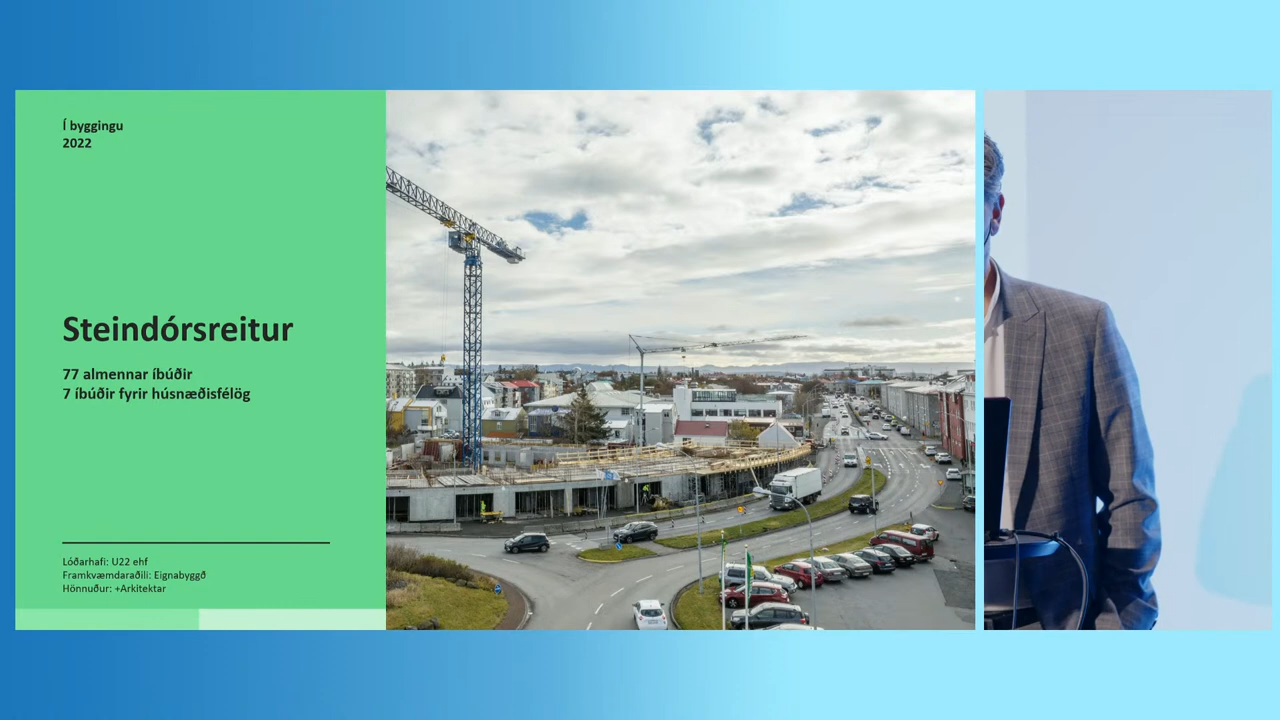 Í byggingu
2022
Steindórsreitur
77 almennar íbúðir
7 íbúðir fyrir húsnæðisfélög
Lóðarhafi: U22 ehf
Framkvæmdaraðili: Eignabyggð
Hönnuður: +Arkitektar